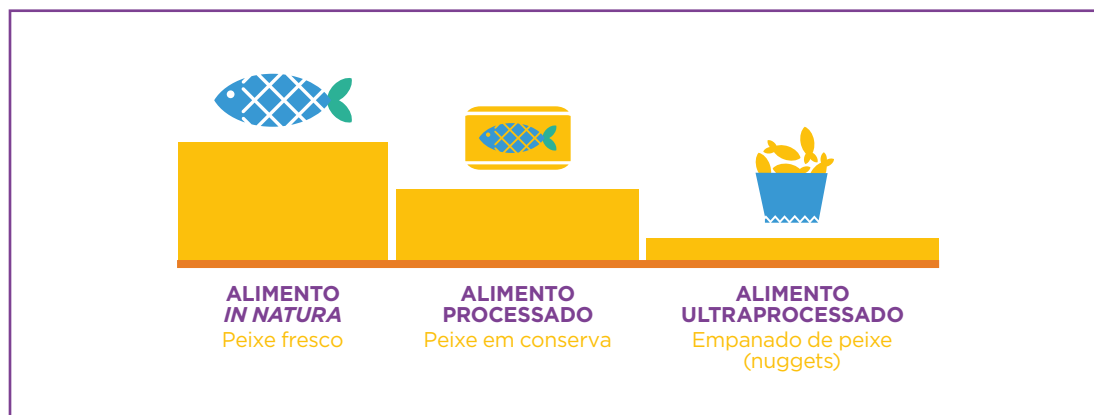 ALIMENTO
IN NATURA
Peixe fresco
ALIMENTO
PROCESSADO
Peixe em conserva
ALIMENTO
ULTRAPROCESSADO
Empanado de peixe
(nuggets)